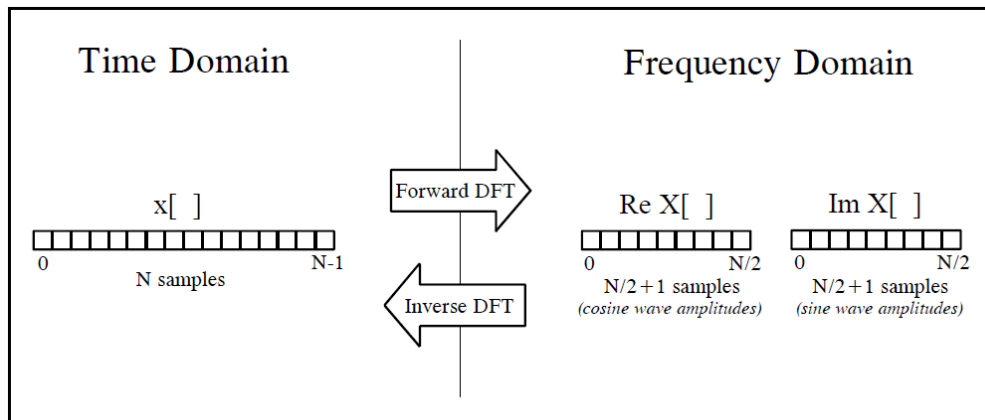 Time Domain
Frequency Domain
Forward DFT
x[ ]
Re X[ ]
Im X[ ]
0
N-1
N samples
0
N/2
0
N/2
N/2+1 samples
N/2+1 samples
(cosine wave amplitudes)
(sine wave amplitudes)
Inverse DFT